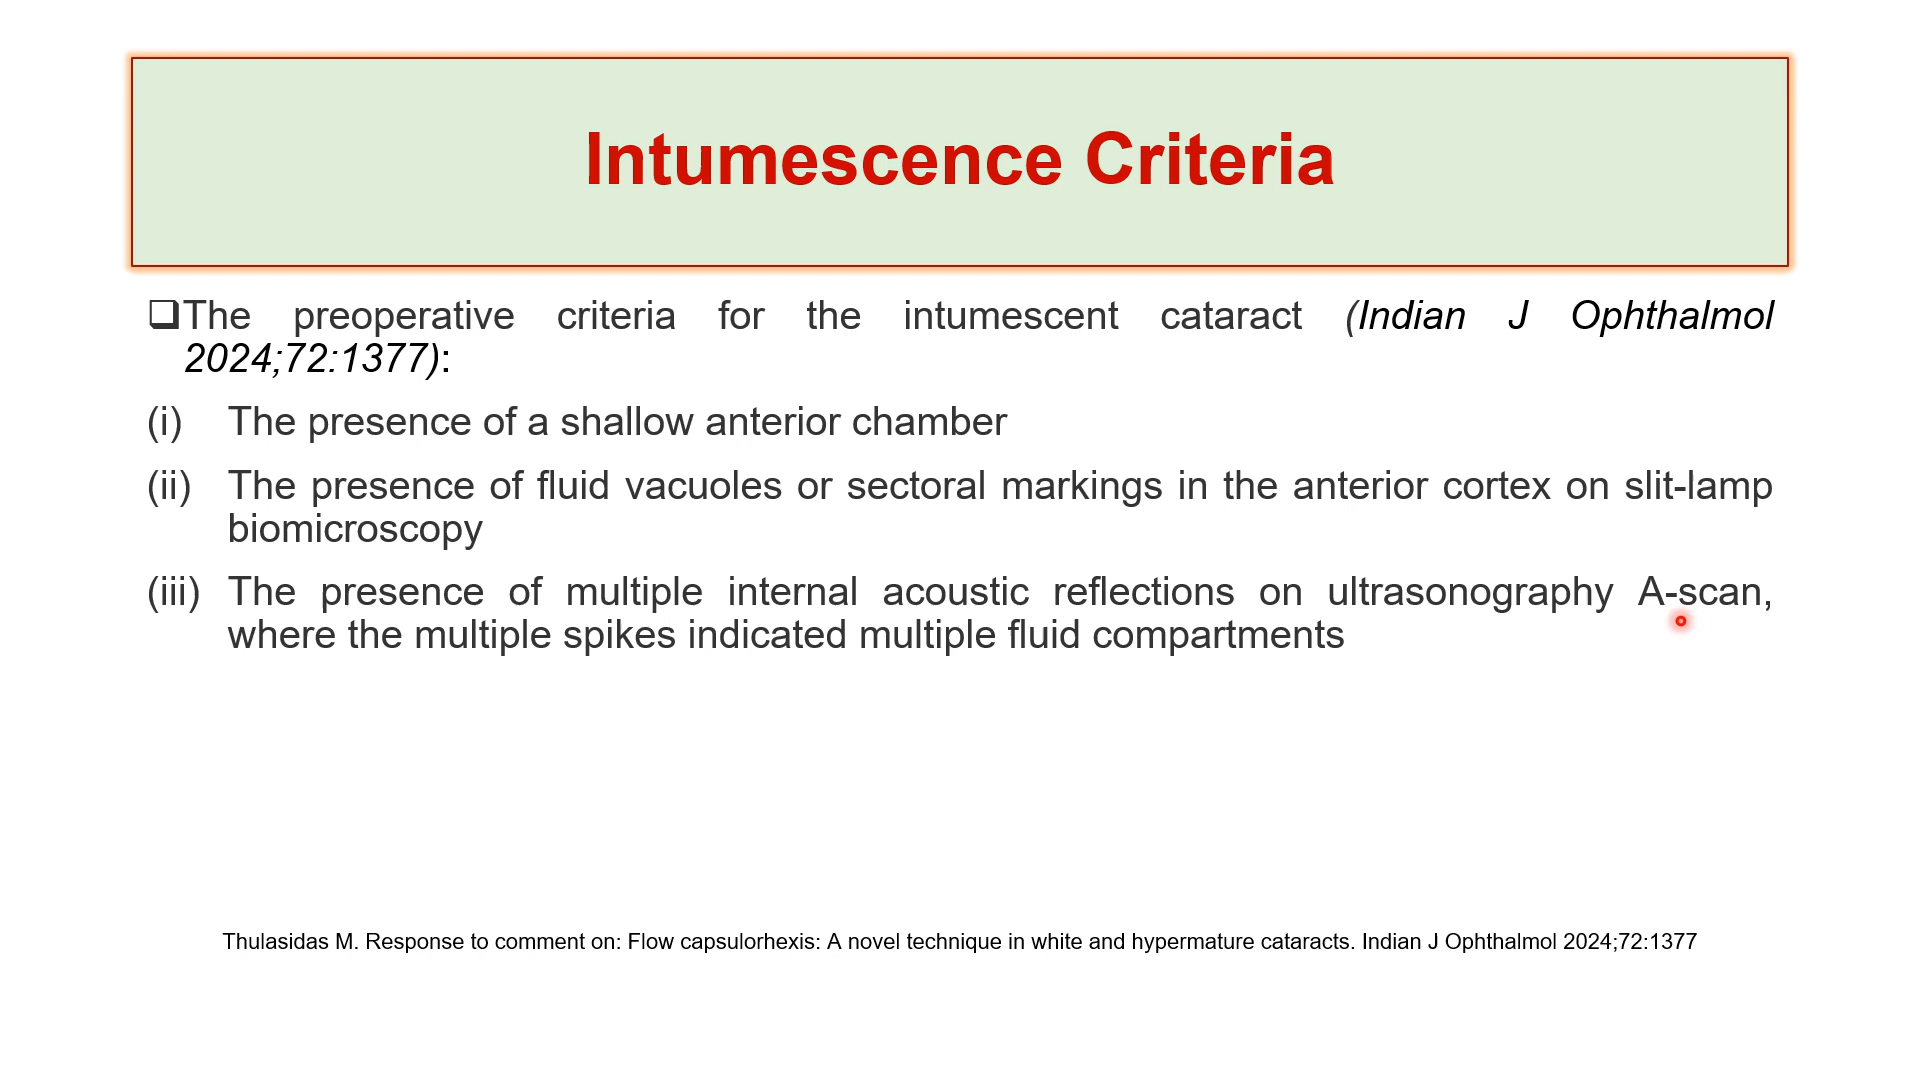 Intumescence Criteria
❑The preoperative criteria for the intumescent cataract (Indian J Ophthalmol
2024;72:1377):
(i) The presence of a shallow anterior chamber
(ii) The presence of fluid vacuoles or sectoral markings in the anterior cortex on slit-lamp
biomicroscopy
(iii) The presence of multiple internal acoustic reflections on ultrasonography A-scan,
where the multiple spikes indicated multiple fluid compartments
Thulasidas M. Response to comment on: Flow capsulorhexis: A novel technique in white and hypermature cataracts. Indian J Ophthalmol 2024;72:1377